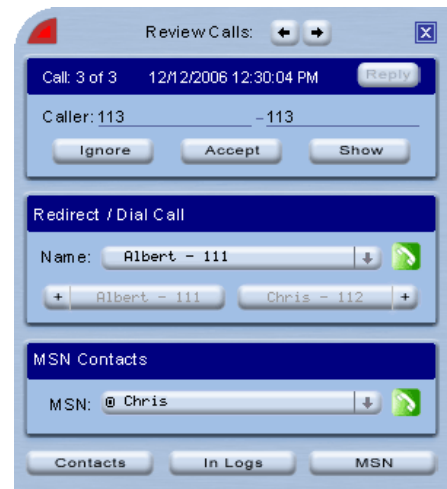 Review Calls:
Call: 3 of 3 12/12/2006 12:30:04 PM Reply
Caller: 113 - 113
Ignore Accept Show
Redirect / Dial Call
Name: Albert - 111
+ Albert - 111 Chris - 112 +
MSN Contacts
MSN: Chris
Contacts In Logs MSN